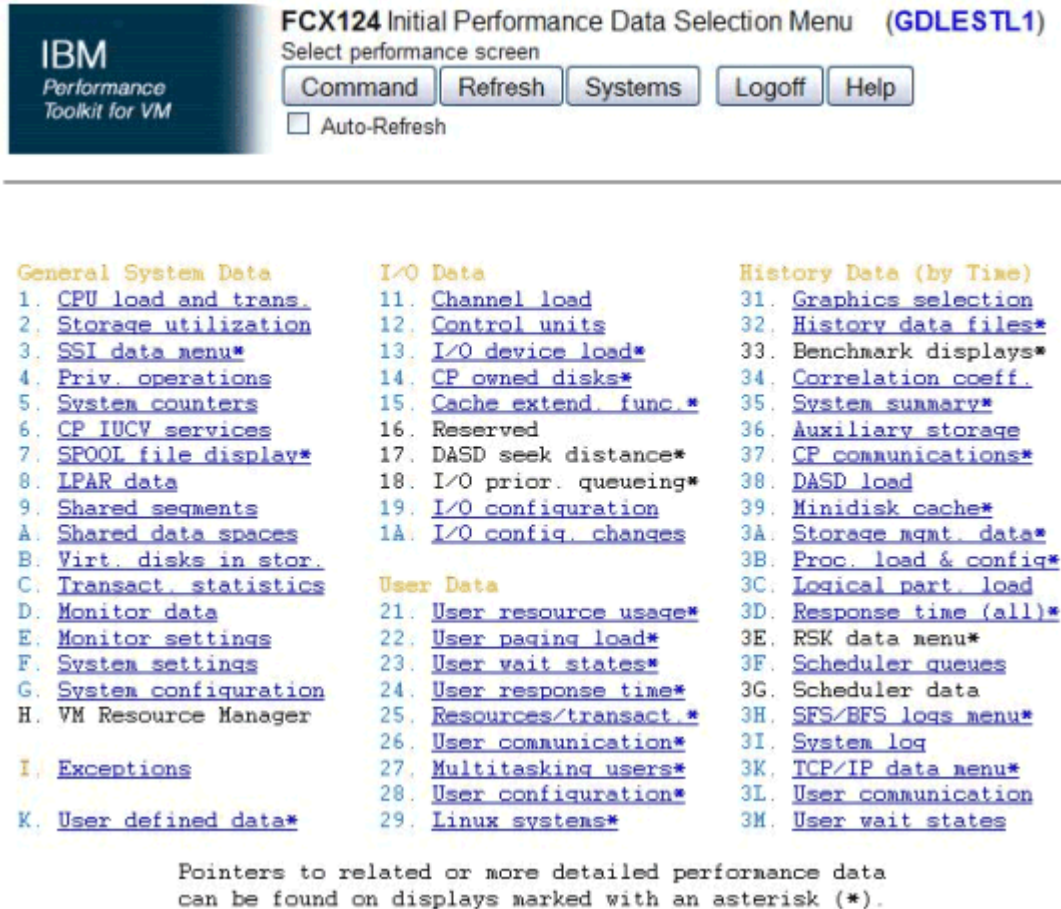 IBM
Performance
Toolkit for VM
FCX124 Initial Performance Data Selection Menu (GDLESTL1)
Select performance screen
Command Refresh Systems Logoff Help
Auto-Refresh
General System Data
1. CPU load and trans.
2. Storage utilization
3. SSI data menu*
4. Priv. operations
5. System counters
6. CP IUCV services
7. SPOOL file display*
8. LPAR data
9. Shared segments
A. Shared data spaces
B. Virt. disks in stor.
C. Transact. statistics
D. Monitor data
E. Monitor settings
F. System settings
G. System configuration
H. VM Resource Manager
I. Exceptions
K. User defined data*
I/O Data
11. Channel load
12. Control units
13. I/O device load*
14. CP owned disks*
15. Cache extend. func.*
16. Reserved
17. DASD seek distance*
18. I/O prior. queueing*
19. I/O configuration
1A. I/O config. changes
User Data
21. User resource usage*
22. User paging load*
23. User wait states*
24. User response time*
25. Resources/transact.*
26. User communication*
27. Multitasking users*
28. User configuration*
29. Linux systems*
History Data (by Time)
31. Graphics selection
32. History data files*
33. Benchmark displays*
34. Correlation coeff.
35. System summary*
36. Auxiliary storage
37. CP communications*
38. DASD load
39. Minidisk cache*
3A. Storage mgmt. data*
3B. Proc. load & config*
3C. Logical part. load
3D. Response time (all)*
3E. RSK data menu*
3F. Scheduler queues
3G. Scheduler data
3H. SFS/BFS logs menu*
3I. System log
3K. TCP/IP data menu*
3L. User communication
3M. User wait states
Pointers to related or more detailed performance data
can be found on displays marked with an asterisk (*).